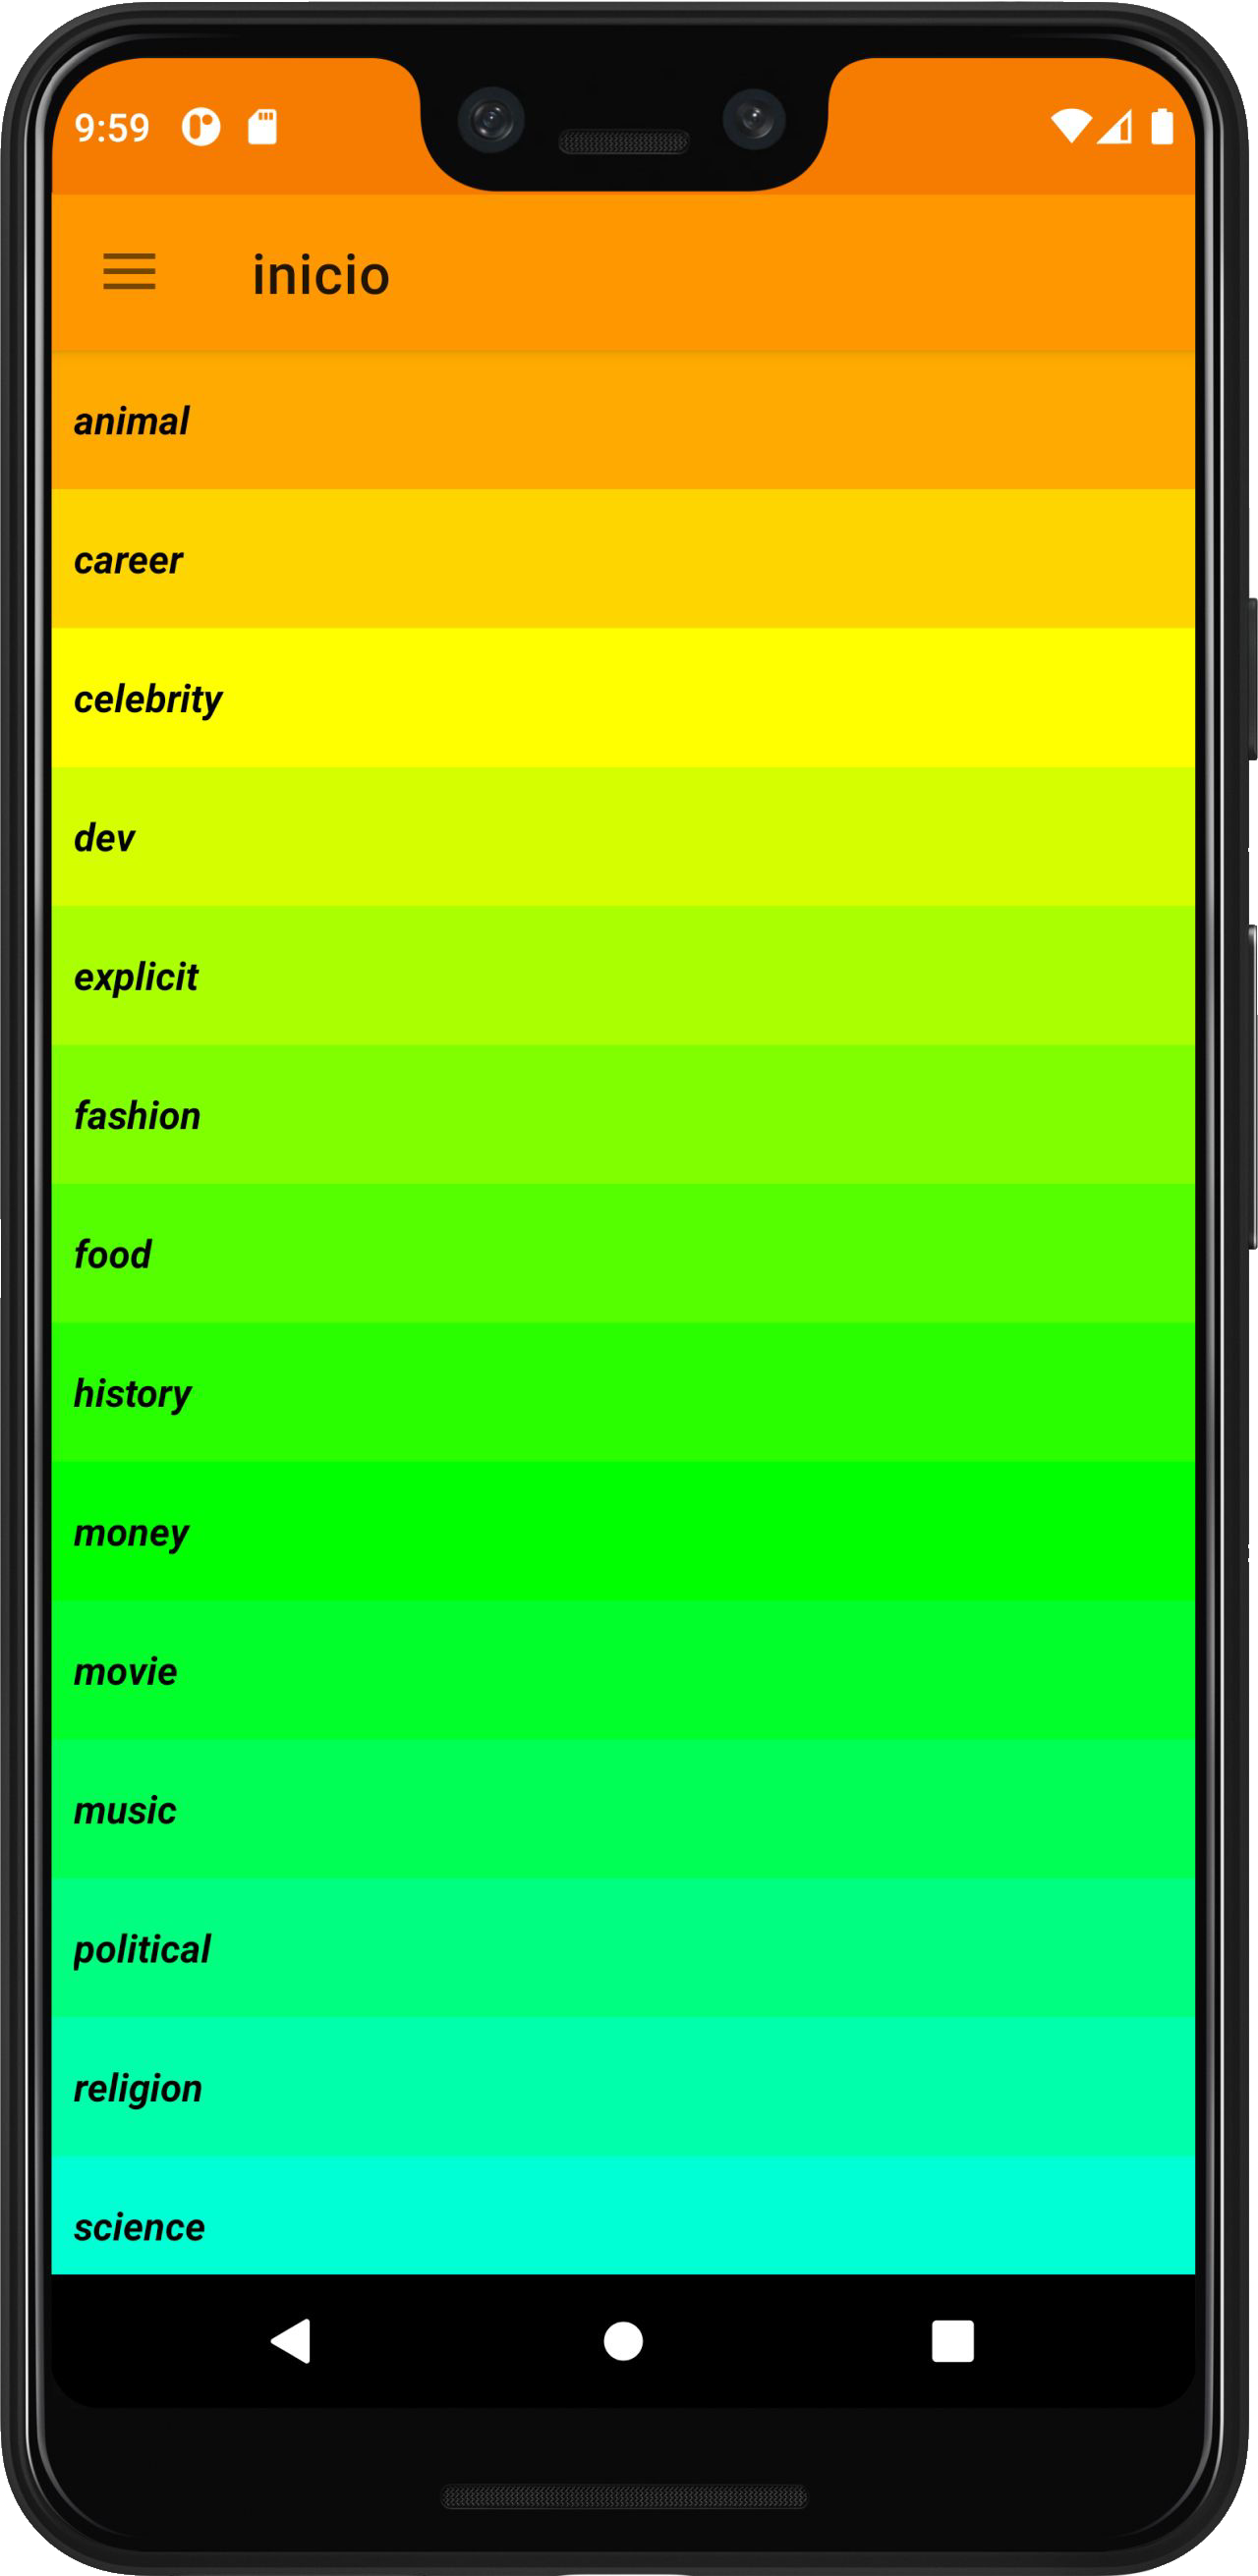 9:59
inicio
animal
career
celebrity
dev
explicit
fashion
food
history
money
movie
music
political
religion
science